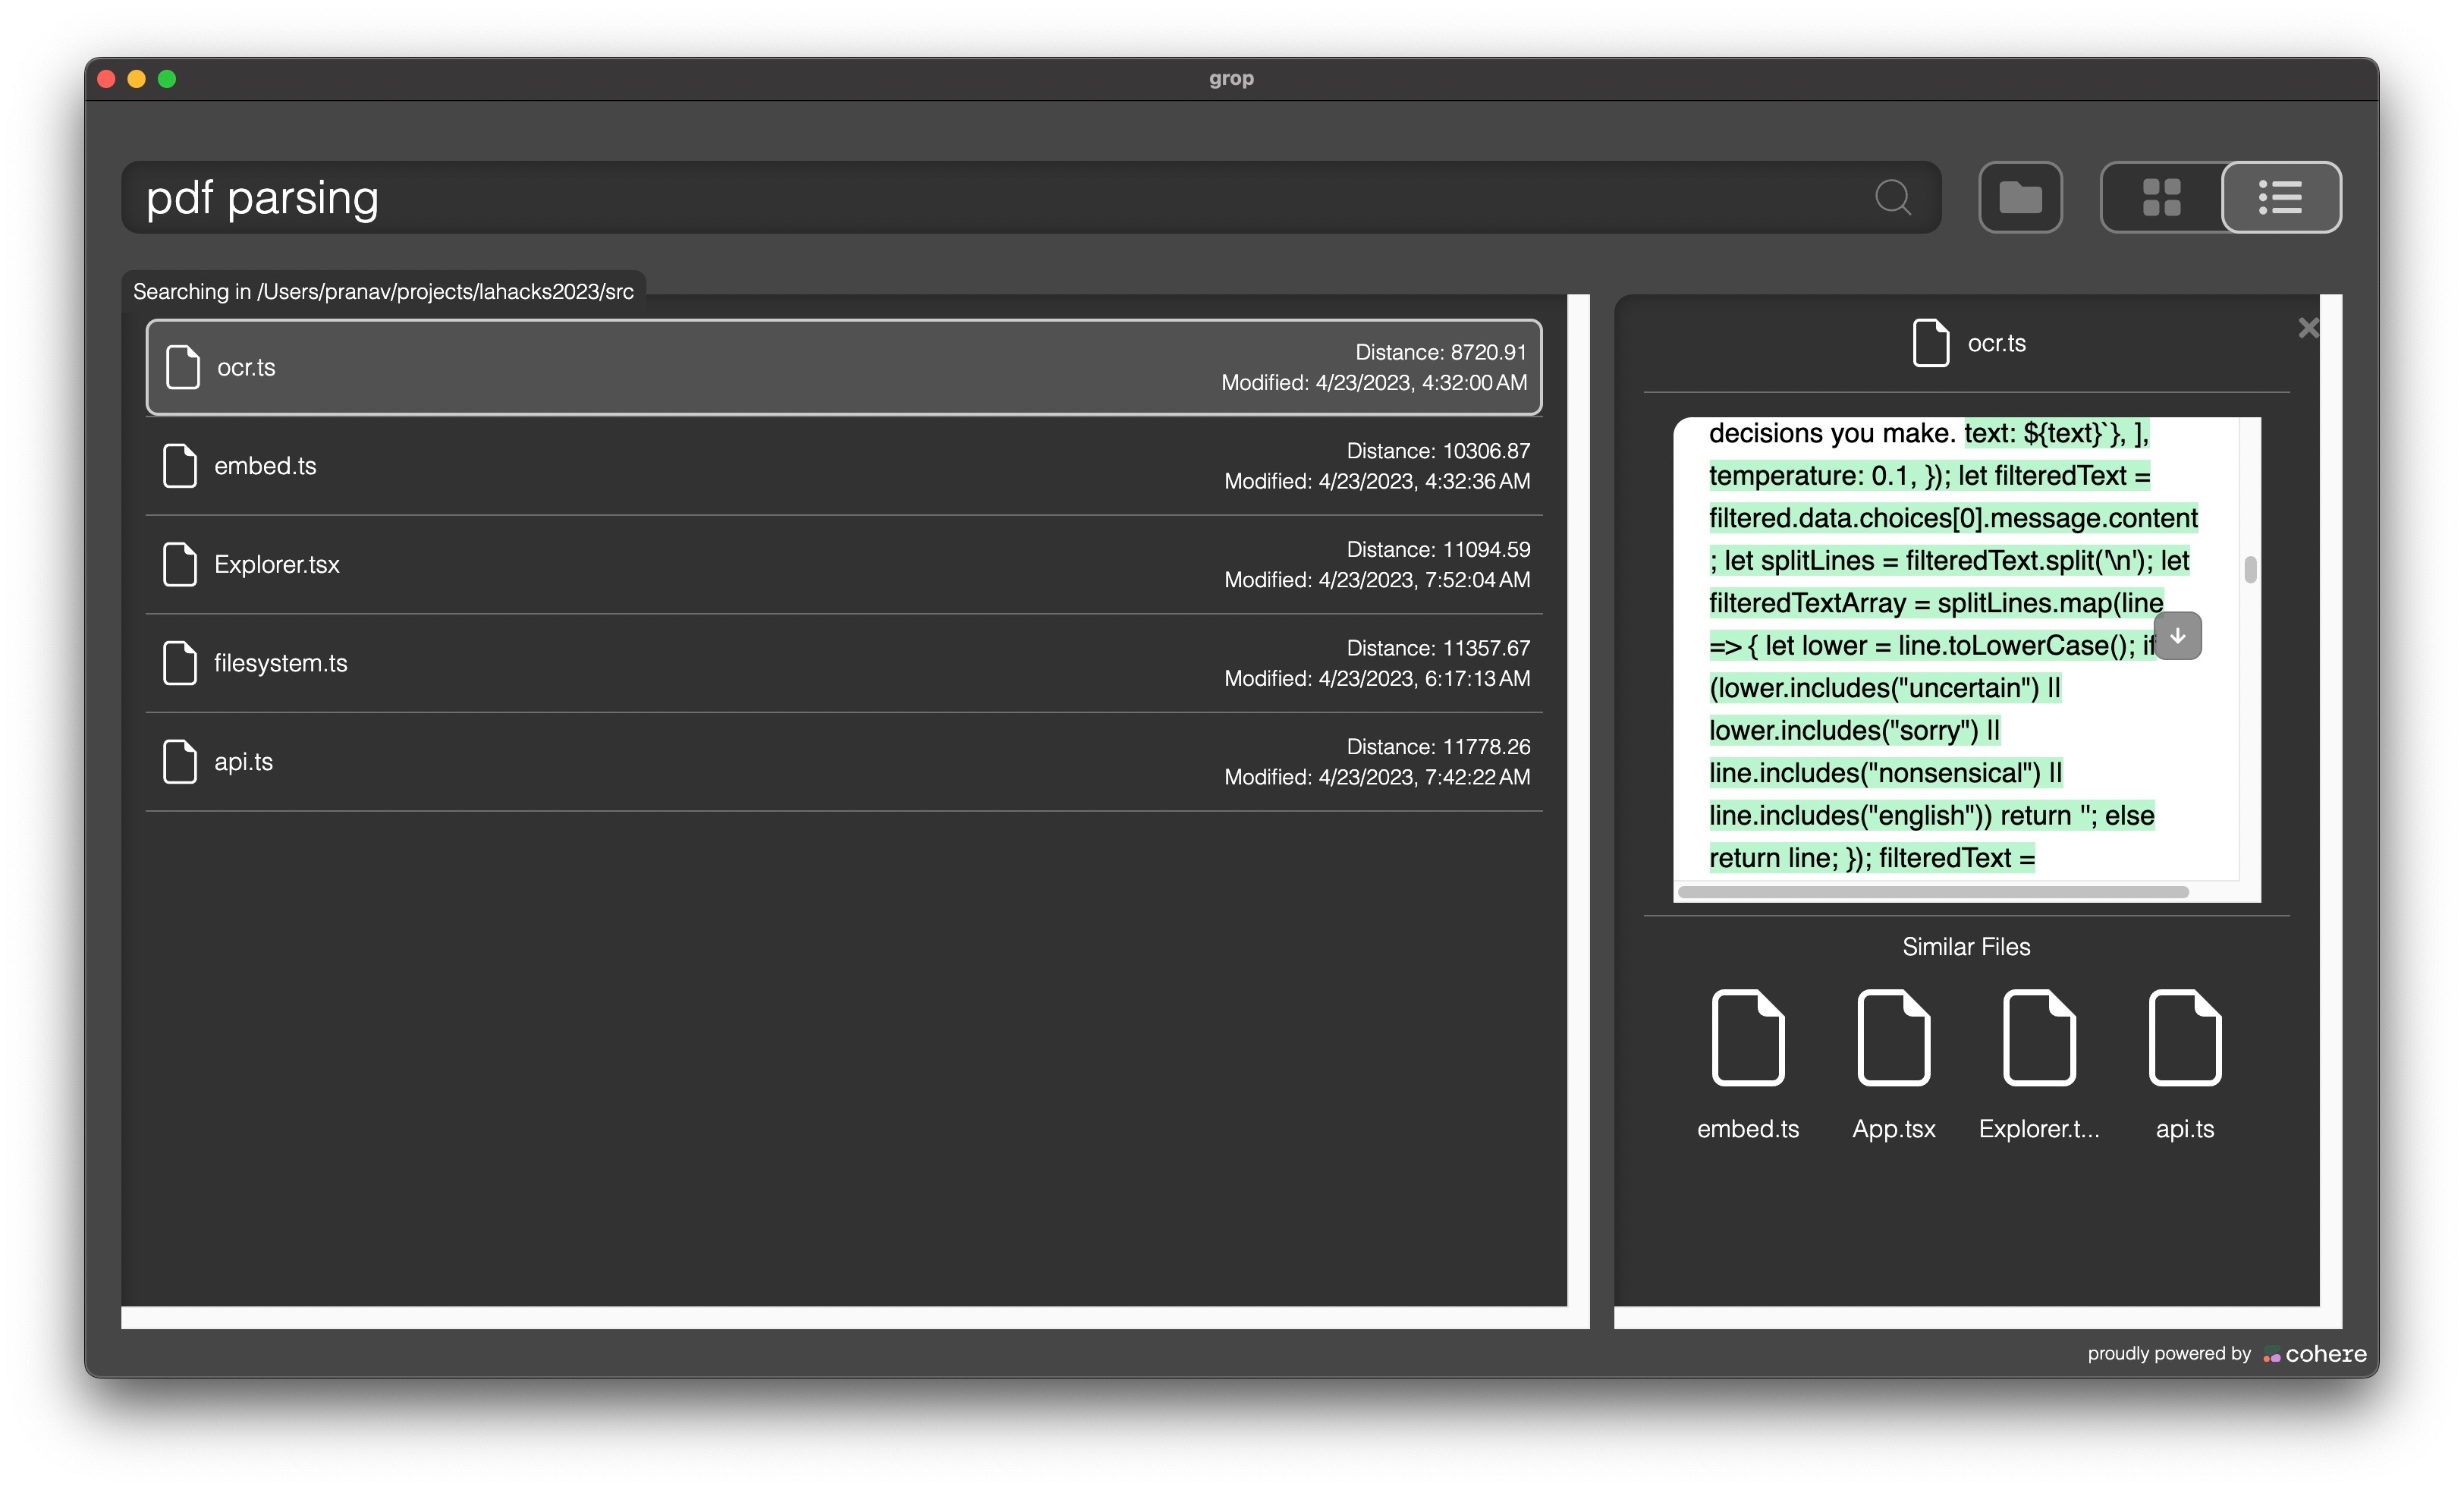 grop
pdf parsing
Searching in /Users/pranav/projects/lahacks2023/src
ocr.ts
Distance: 8720.91
Modified: 4/23/2023, 4:32:00 AM
embed.ts
Distance: 10306.87
Modified: 4/23/2023, 4:32:36 AM
Explorer.tsx
Distance: 11094.59
Modified: 4/23/2023, 7:52:04 AM
filesystem.ts
Distance: 11357.67
Modified: 4/23/2023, 6:17:13 AM
api.ts
Distance: 11778.26
Modified: 4/23/2023, 7:42:22 AM
ocr.ts
decisions you make. text: ${text}`}, ],
temperature: 0.1, }); let filteredText =
filtered.data.choices[0].message.content
; let splitLines = filteredText.split('\n'); let
filteredTextArray = splitLines.map(line
=> { let lower = line.toLowerCase(); if
(lower.includes("uncertain") ||
lower.includes("sorry") ||
line.includes("nonsensical") ||
line.includes("english")) return ''; else
return line; }); filteredText =
Similar Files
embed.ts
App.tsx
Explorer.t...
api.ts
proudly powered by cohere